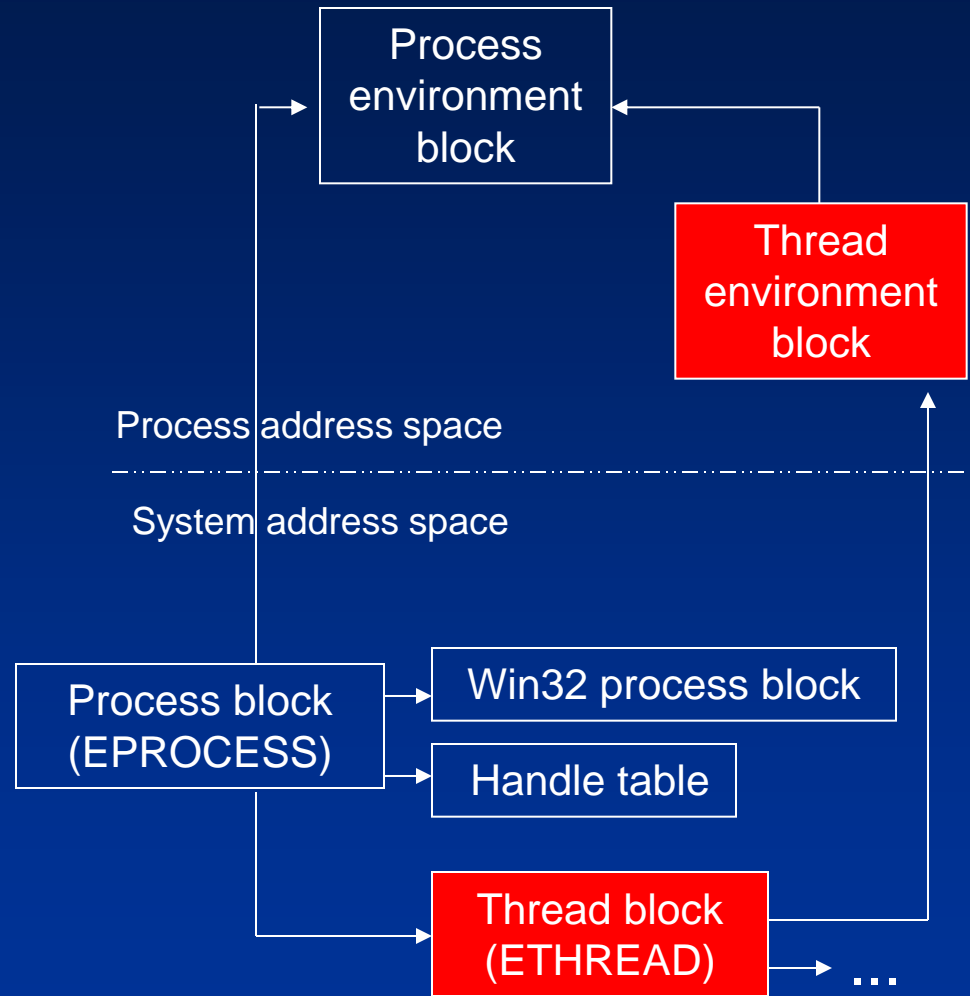 Process
environment
block
Thread
environment
block
Process address space
System address space
Process block
(EPROCESS)
Win32 process block
Handle table
Thread block
(ETHREAD)
...